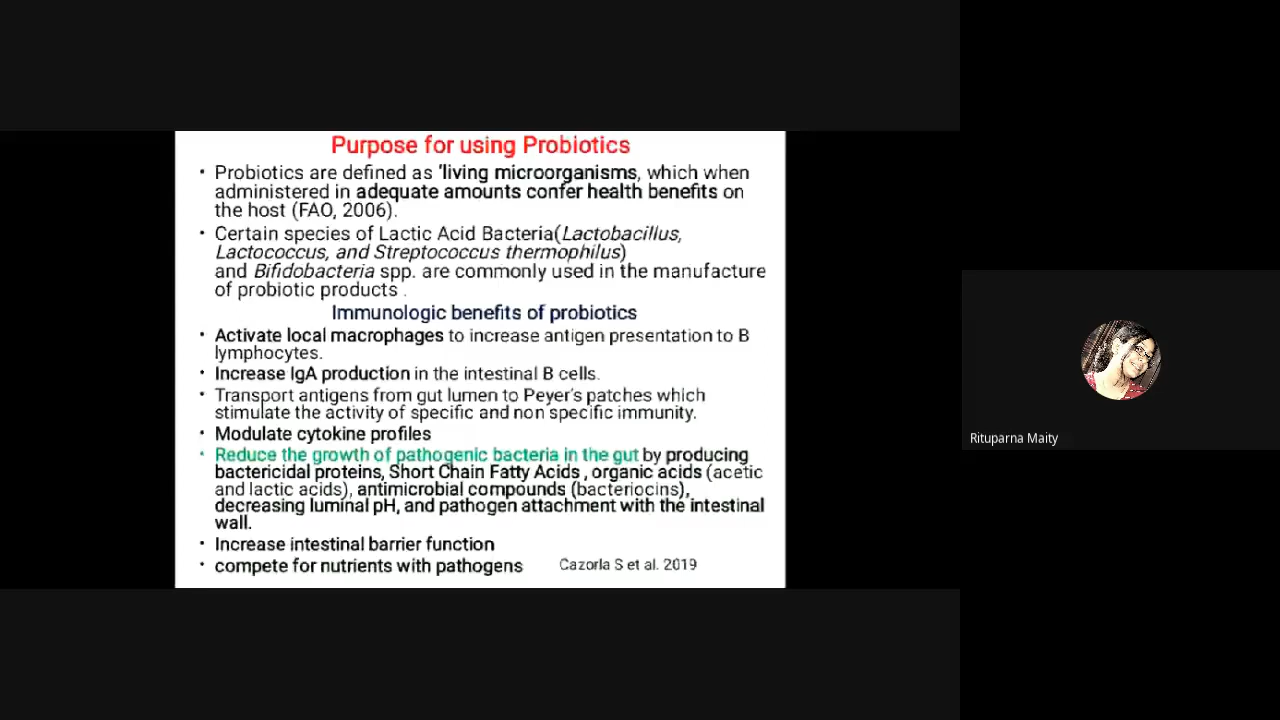 Purpose for using Probiotics
• Probiotics are defined as 'living microorganisms, which when
administered in adequate amounts confer health benefits on
the host (FAO, 2006).
• Certain species of Lactic Acid Bacteria(Lactobacillus,
Lactococcus, and Streptococcus thermophilus)
and Bifidobacteria spp. are commonly used in the manufacture
of probiotic products .
Immunologic benefits of probiotics
• Activate local macrophages to increase antigen presentation to B
lymphocytes.
• Increase IgA production in the intestinal B cells.
• Transport antigens from gut lumen to Peyer's patches which
stimulate the activity of specific and non specific immunity.
• Modulate cytokine profiles
• Reduce the growth of pathogenic bacteria in the gut by producing
bactericidal proteins, Short Chain Fatty Acids , organic acids (acetic
and lactic acids), antimicrobial compounds (bacteriocins),
decreasing luminal pH, and pathogen attachment with the intestinal
wall.
• Increase intestinal barrier function
• compete for nutrients with pathogens
Cazorla S et al. 2019
Rituparna Maity